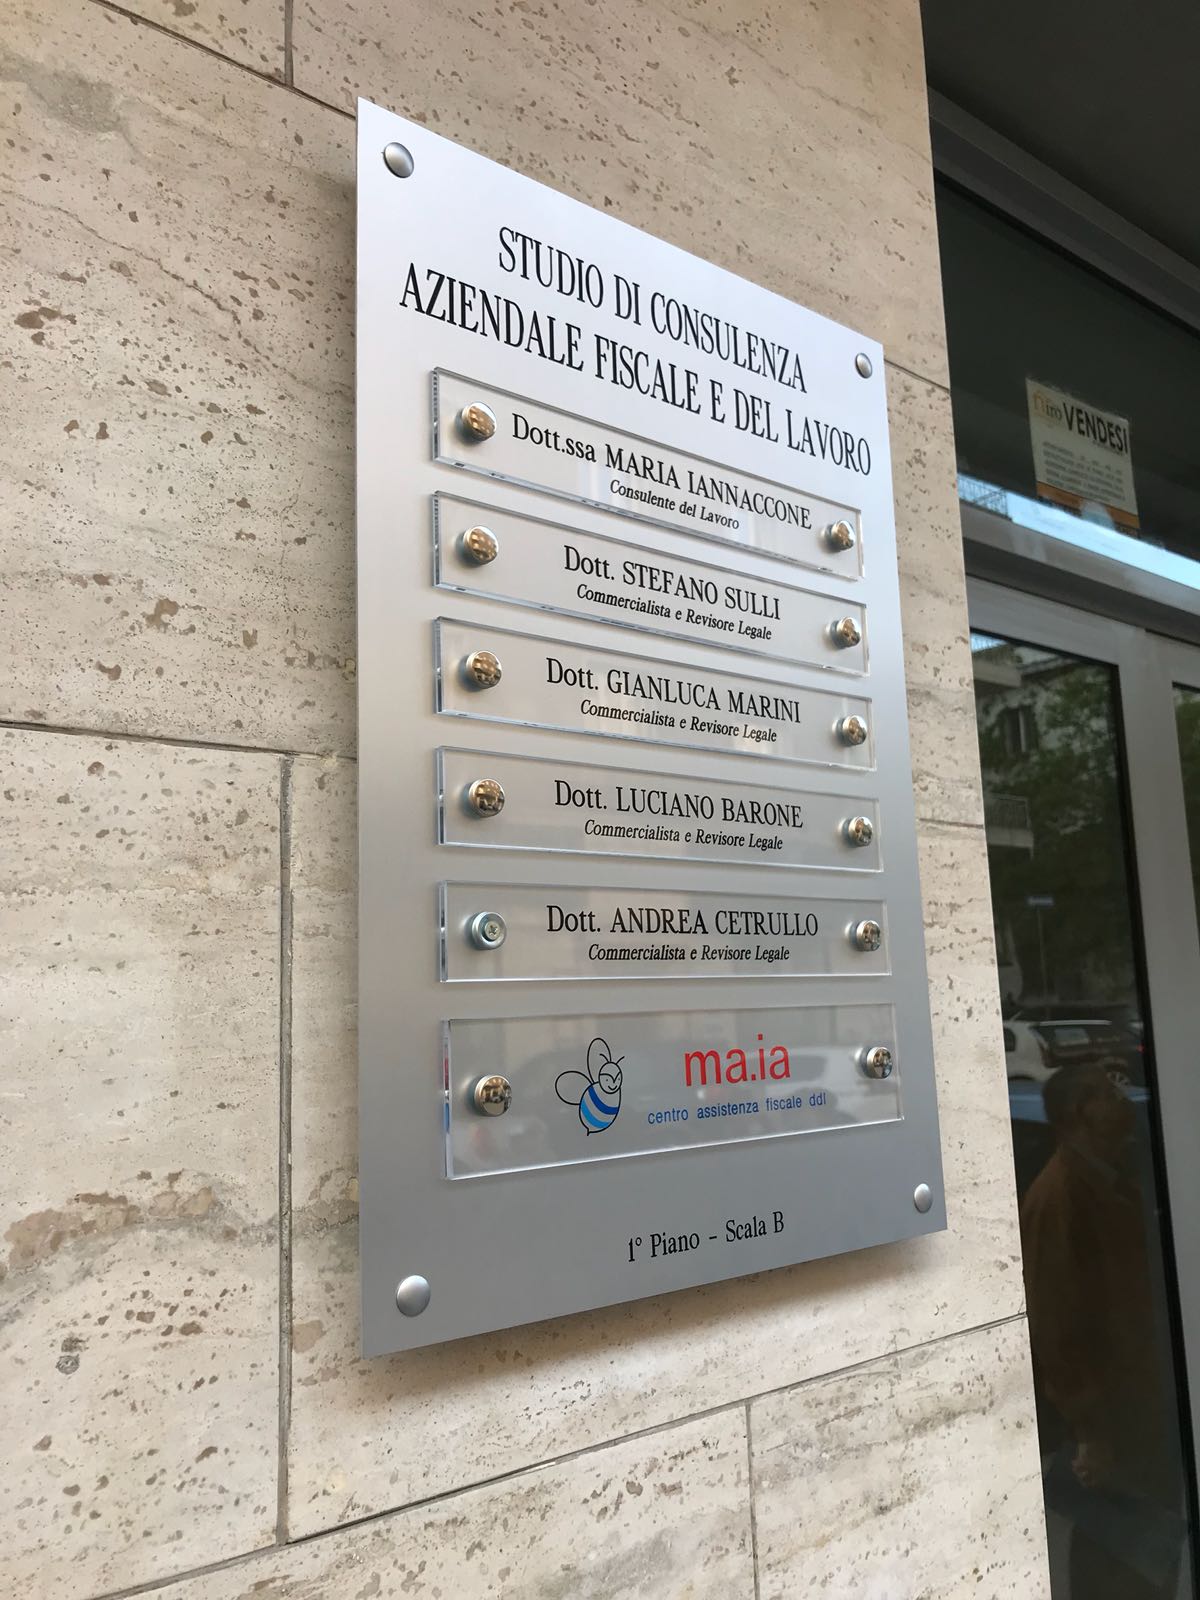 STUDIO DI CONSULENZA
AZIENDALE FISCALE E DEL LAVORO
Dott.ssa MARIA IANNACCONE
Consulente del Lavoro
Dott. STEFANO SULLI
Commercialista e Revisore Legale
Dott. GIANLUCA MARINI
Commercialista e Revisore Legale
Dott. LUCIANO BARONE
Commercialista e Revisore Legale
Dott. ANDREA CETRULLO
Commercialista e Revisore Legale
ma.ia
centro assistenza fiscale ddl
1° Piano - Scala B
VENDESI